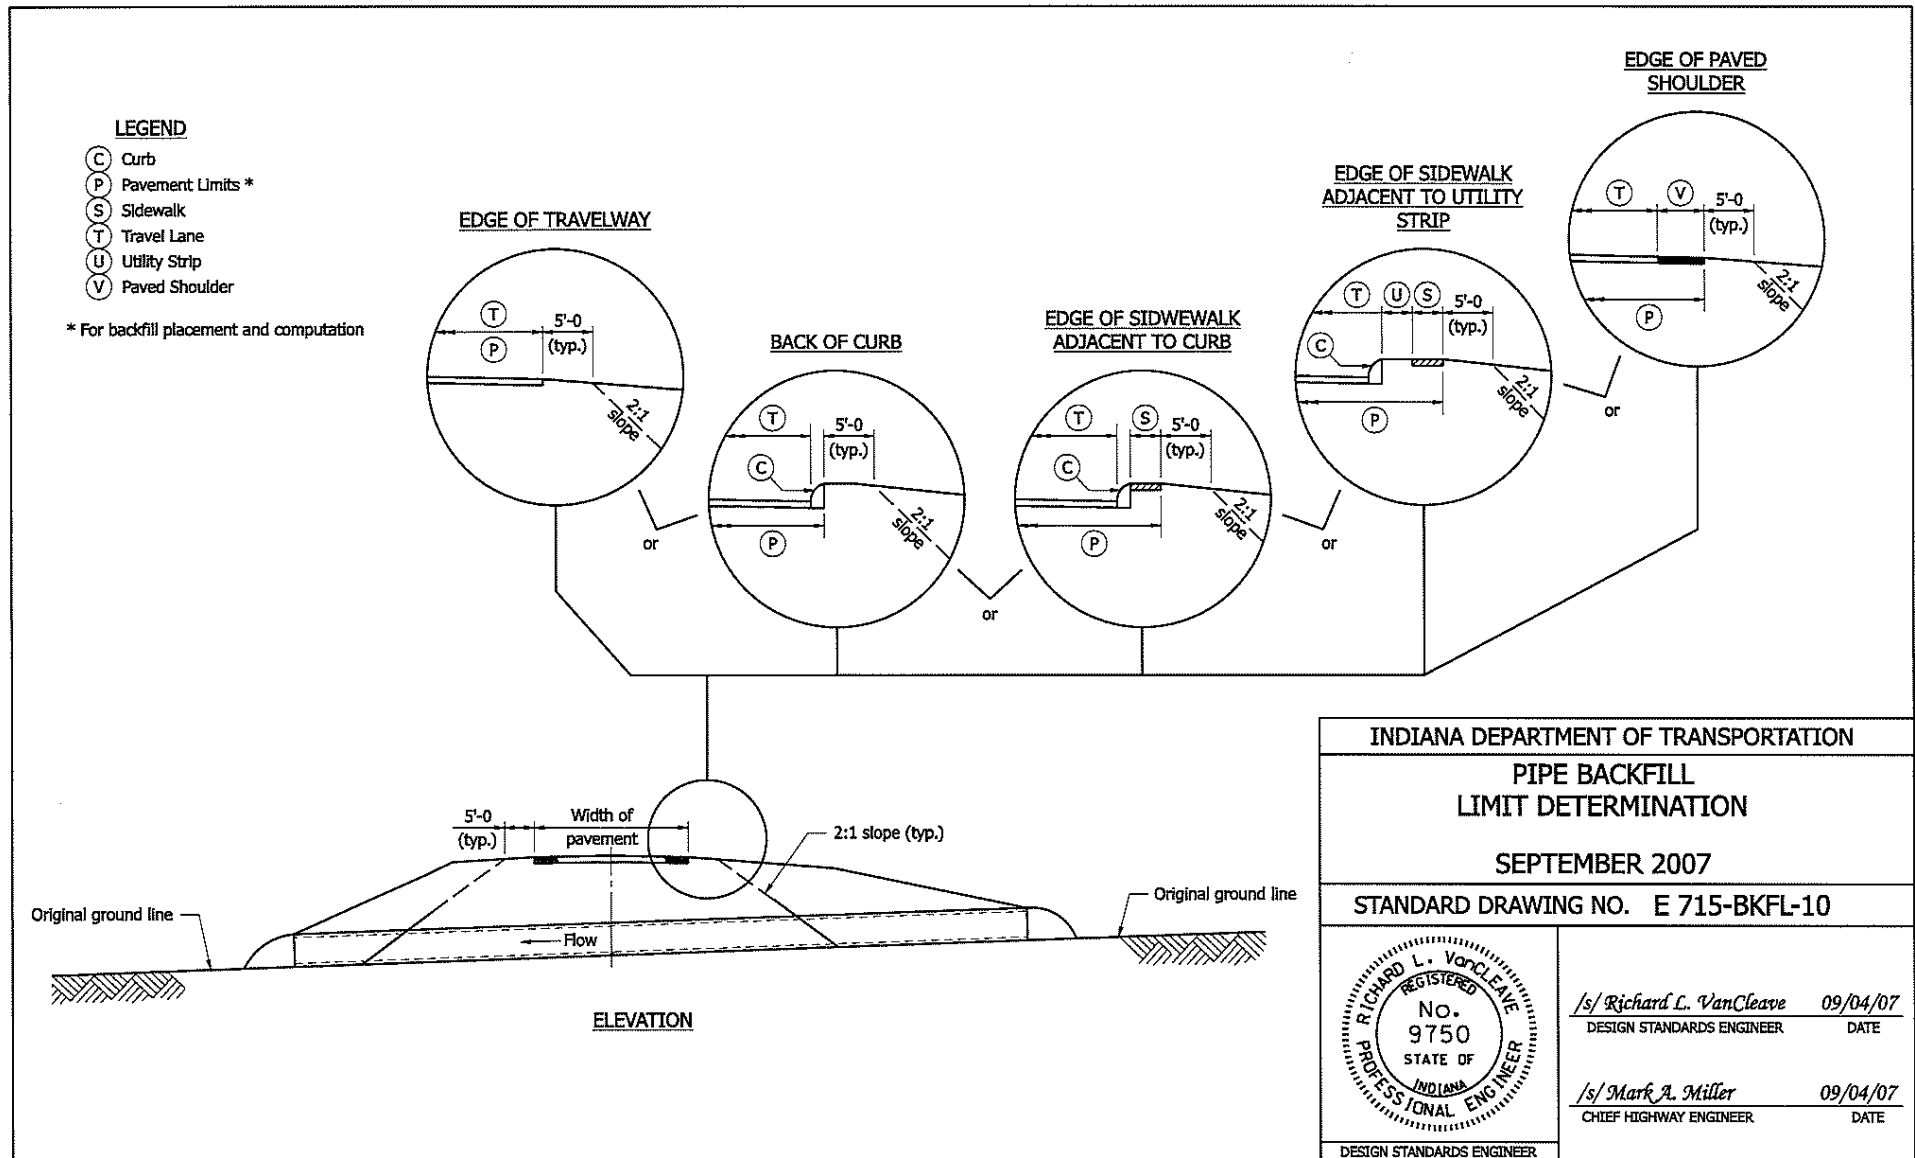 LEGEND
C Curb
P Pavement Limits *
S Sidewalk
T Travel Lane
U Utility Strip
V Paved Shoulder
* For backfill placement and computation
EDGE OF TRAVELWAY
T
5'-0
P
(typ.)
2:1
slope
or
BACK OF CURB
T
5'-0
(typ.)
C
2:1
slope
P
or
EDGE OF SIDWEWALK
ADJACENT TO CURB
T
S
5'-0
(typ.)
C
2:1
slope
P
or
EDGE OF SIDEWALK
ADJACENT TO UTILITY
STRIP
T
U
S
5'-0
(typ.)
C
2:1
slope
P
or
EDGE OF PAVED
SHOULDER
T
V
5'-0
(typ.)
2:1
slope
P
5'-0
(typ.)
Width of
pavement
2:1 slope (typ.)
Original ground line
Original ground line
Flow
ELEVATION
INDIANA DEPARTMENT OF TRANSPORTATION
PIPE BACKFILL
LIMIT DETERMINATION
SEPTEMBER 2007
STANDARD DRAWING NO. E 715-BKFL-10
RICHARD L. VanCLEAVE
REGISTERED
No.
9750
STATE OF
INDIANA
PROFESSIONAL ENGINEER
DESIGN STANDARDS ENGINEER
/s/ Richard L. VanCleave 09/04/07
DESIGN STANDARDS ENGINEER DATE
/s/ Mark A. Miller 09/04/07
CHIEF HIGHWAY ENGINEER DATE